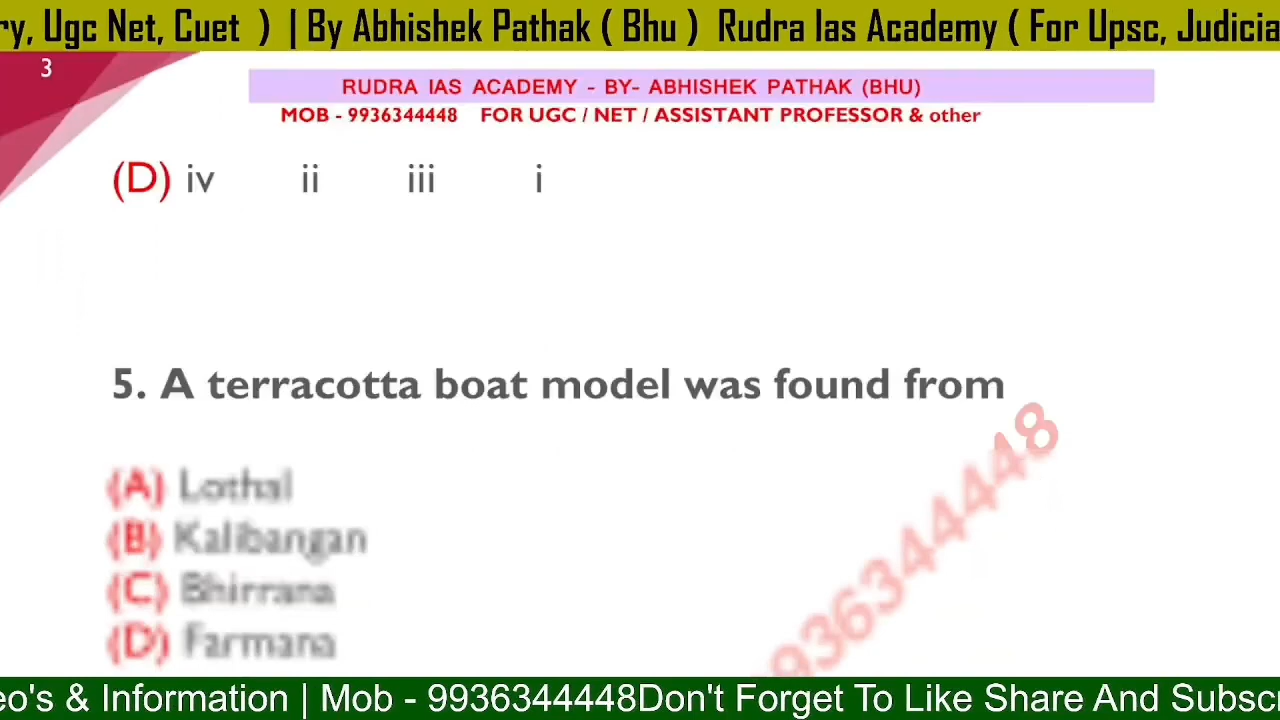 ry, Ugc Net, Cuet ) | By Abhishek Pathak ( Bhu ) Rudra Ias Academy ( For Upsc, Judicia
3
RUDRA IAS ACADEMY - BY- ABHISHEK PATHAK (BHU)
MOB - 9936344448 FOR UGC / NET / ASSISTANT PROFESSOR & other
(D) iv ii iii i
5. A terracotta boat model was found from
(A) Lothal
(B) Kalibangan
(C) Bhirrana
(D) Farmana
9936344448
eo's & Information | Mob - 9936344448Don't Forget To Like Share And Subscr